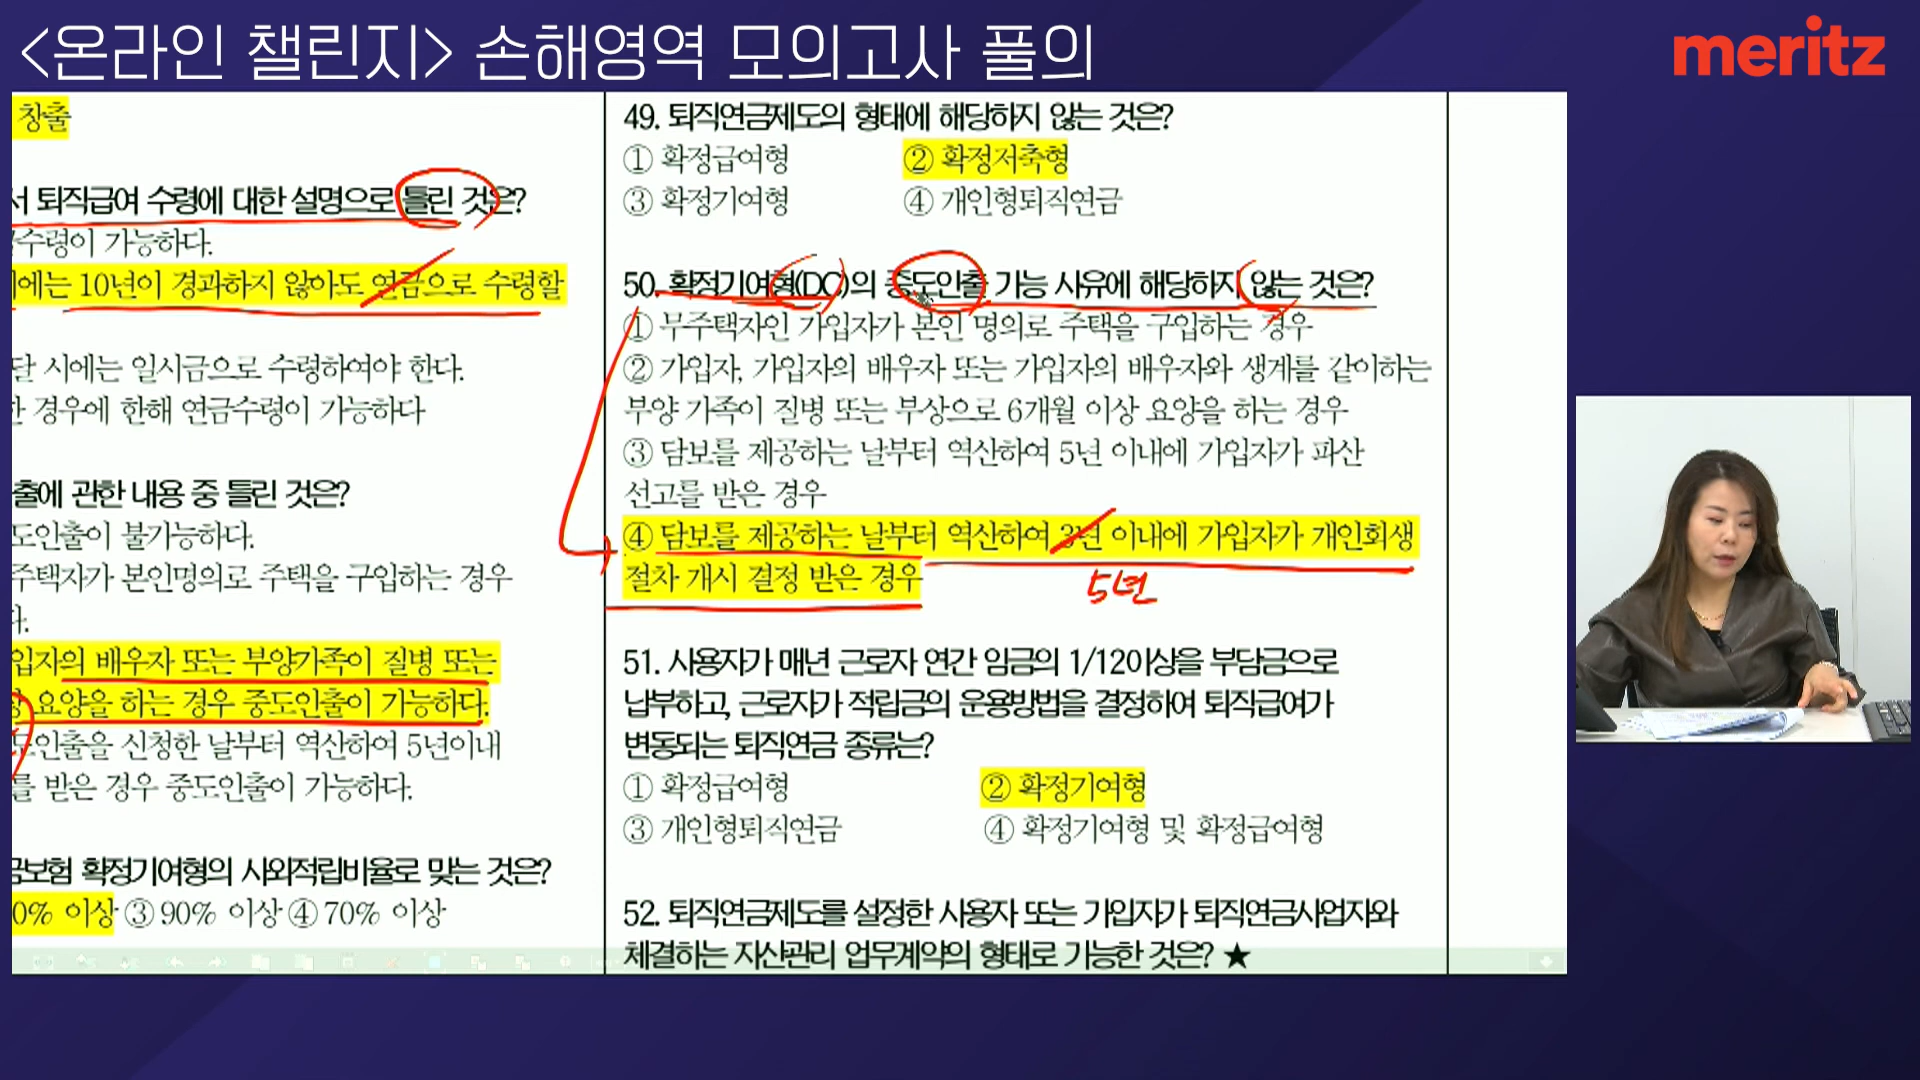 <온라인 챌린지> 손해영역 모의고사 풀의
meritz
창출
서 퇴직급여 수령에 대한 설명으로 틀린 것은?
수령이 가능하다.
에는 10년이 경과하지 않아도 연금으로 수령할
단 시에는 일시금으로 수령하여야 한다.
한 경우에 한해 연금수령이 가능하다
출에 관한 내용 중 틀린 것은?
도인출이 불가능하다.
주택자가 본인명의로 주택을 구입하는 경우
다.
입자의 배우자 또는 부양가족이 질병 또는
상 요양을 하는 경우 중도인출이 가능하다.
도인출을 신청한 날부터 역산하여 5년이내
를 받은 경우 중도인출이 가능하다.
금보험 확정기여형의 사외적립비율로 맞는 것은?
0% 이상 ③ 90% 이상 ④ 70% 이상
49. 퇴직연금제도의 형태에 해당하지 않는 것은?
① 확정급여형 ② 확정저축형
③ 확정기여형 ④ 개인형퇴직연금
50. 확정기여형(DC)의 중도인출 가능 사유에 해당하지 않는 것은?
① 무주택자인 가입자가 본인 명의로 주택을 구입하는 경우
② 가입자, 가입자의 배우자 또는 가입자의 배우자와 생계를 같이하는
부양 가족이 질병 또는 부상으로 6개월 이상 요양을 하는 경우
③ 담보를 제공하는 날부터 역산하여 5년 이내에 가입자가 파산
선고를 받은 경우
④ 담보를 제공하는 날부터 역산하여 3년 이내에 가입자가 개인회생
절차 개시 결정 받은 경우
5년
51. 사용자가 매년 근로자 연간 임금의 1/12이상을 부담금으로
납부하고, 근로자가 적립금의 운용방법을 결정하여 퇴직급여가
변동되는 퇴직연금 종류는?
① 확정급여형 ② 확정기여형
③ 개인형퇴직연금 ④ 확정기여형 및 확정급여형
52. 퇴직연금제도를 설정한 사용자 또는 가입자가 퇴직연금사업자와
체결하는 자산관리 업무계약의 형태로 가능한 것은? ★